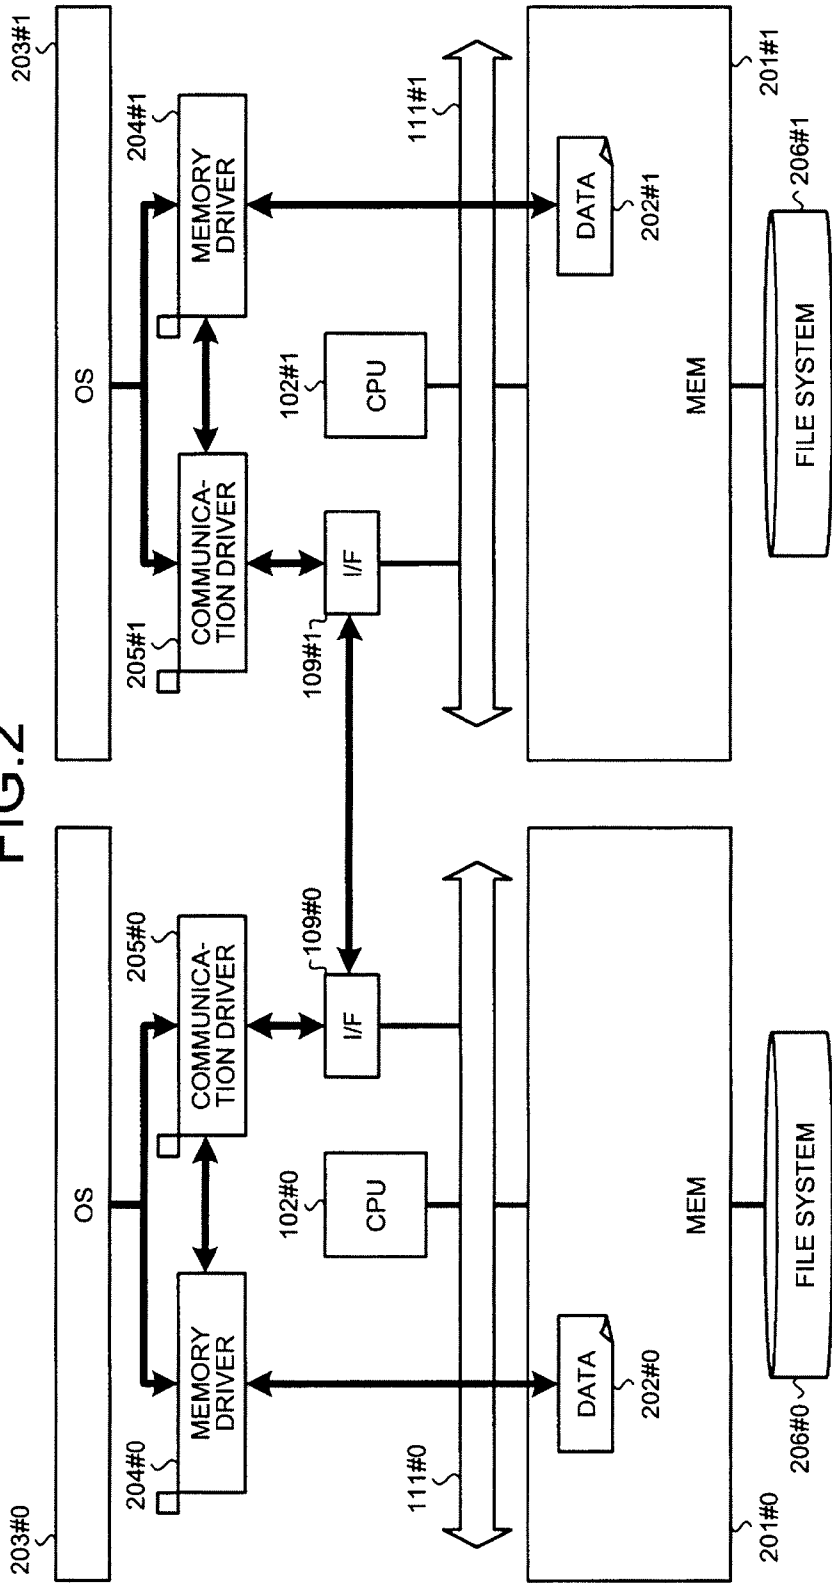 FIG.2
203#0
OS
204#0
MEMORY
DRIVER
205#0
COMMUNICA-
TION DRIVER
102#0
CPU
109#0
I/F
111#0
DATA
202#0
MEM
201#0
FILE SYSTEM
206#0
203#1
OS
205#1
COMMUNICA-
TION DRIVER
204#1
MEMORY
DRIVER
109#1
I/F
102#1
CPU
111#1
DATA
202#1
MEM
201#1
FILE SYSTEM
206#1